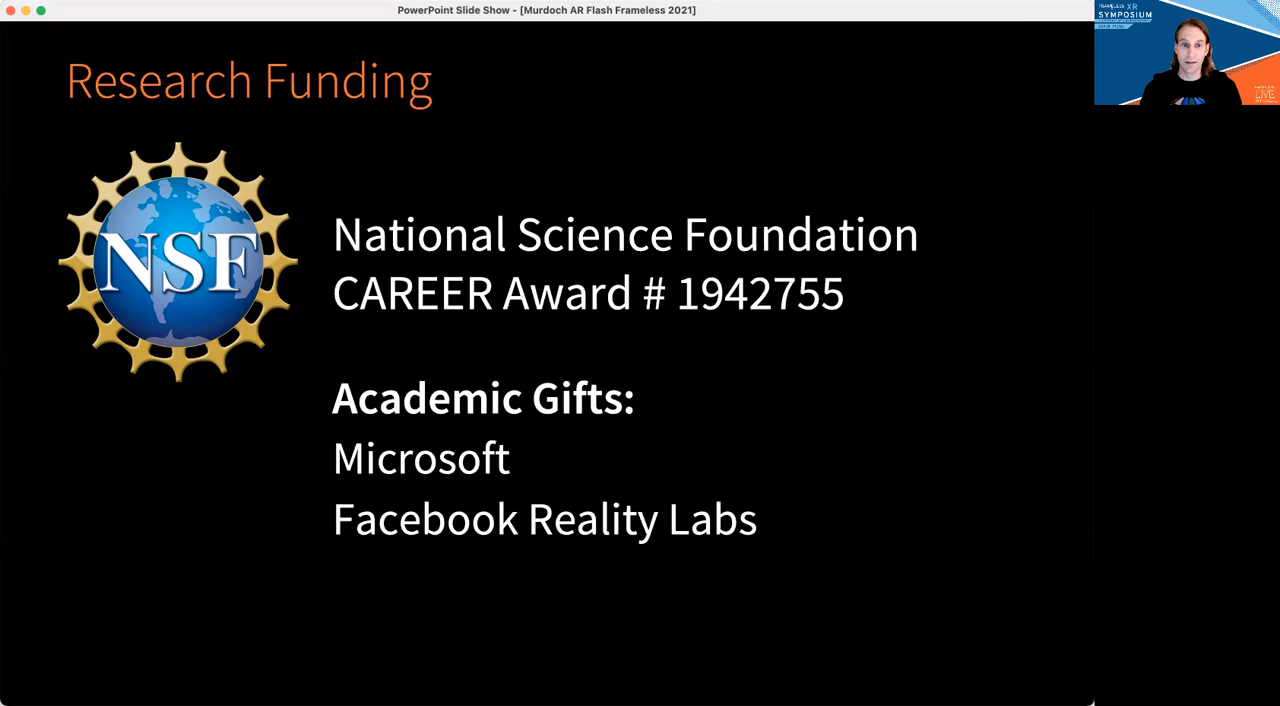 PowerPoint Slide Show - [Murdoch AR Flash Frameless 2021]
Research Funding
NSF
National Science Foundation
CAREER Award # 1942755
Academic Gifts:
Microsoft
Facebook Reality Labs
FRAMELESS XR
SYMPOSIUM